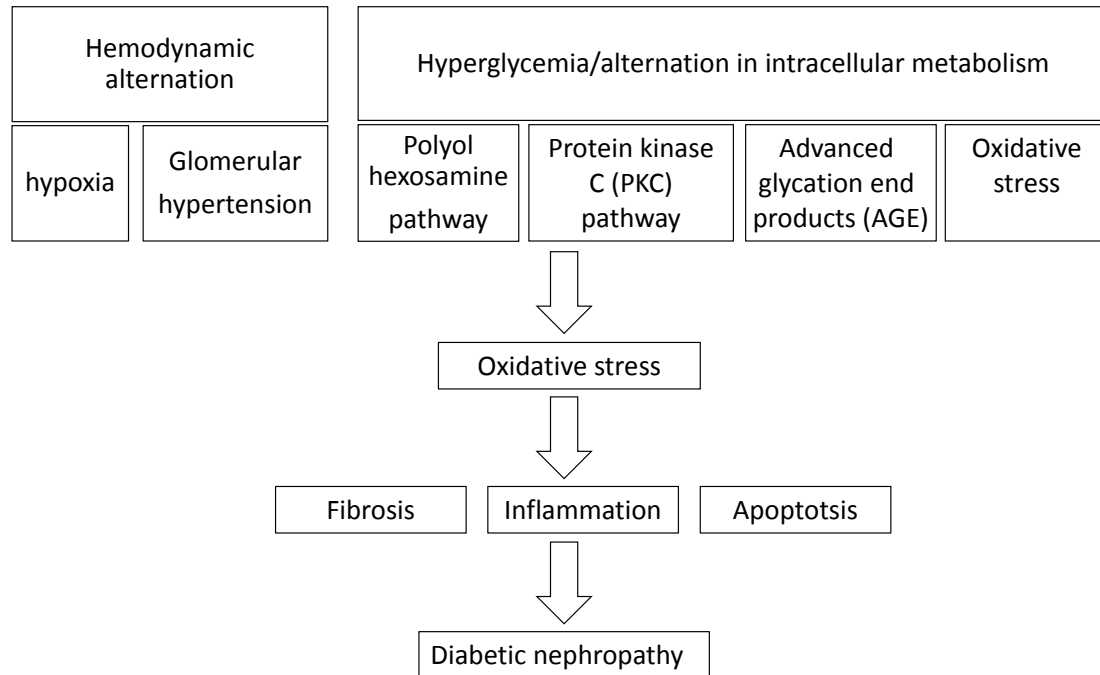 Hemodynamic
alternation
Hyperglycemia/alternation in intracellular metabolism
hypoxia
Glomerular
hypertension
Polyol
hexosamine
pathway
Protein kinase
C (PKC)
pathway
Advanced
glycation end
products (AGE)
Oxidative
stress
Oxidative stress
Fibrosis
Inflammation
Apoptotsis
Diabetic nephropathy